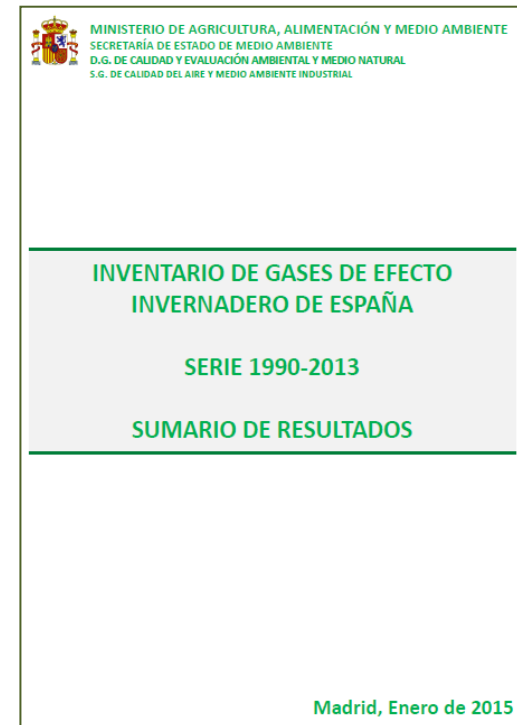 MINISTERIO DE AGRICULTURA, ALIMENTACIÓN Y MEDIO AMBIENTE
SECRETARÍA DE ESTADO DE MEDIO AMBIENTE
D.G. DE CALIDAD Y EVALUACIÓN AMBIENTAL Y MEDIO NATURAL
S.G. DE CALIDAD DEL AIRE Y MEDIO AMBIENTE INDUSTRIAL
INVENTARIO DE GASES DE EFECTO
INVERNADERO DE ESPAÑA
SERIE 1990-2013
SUMARIO DE RESULTADOS
Madrid, Enero de 2015